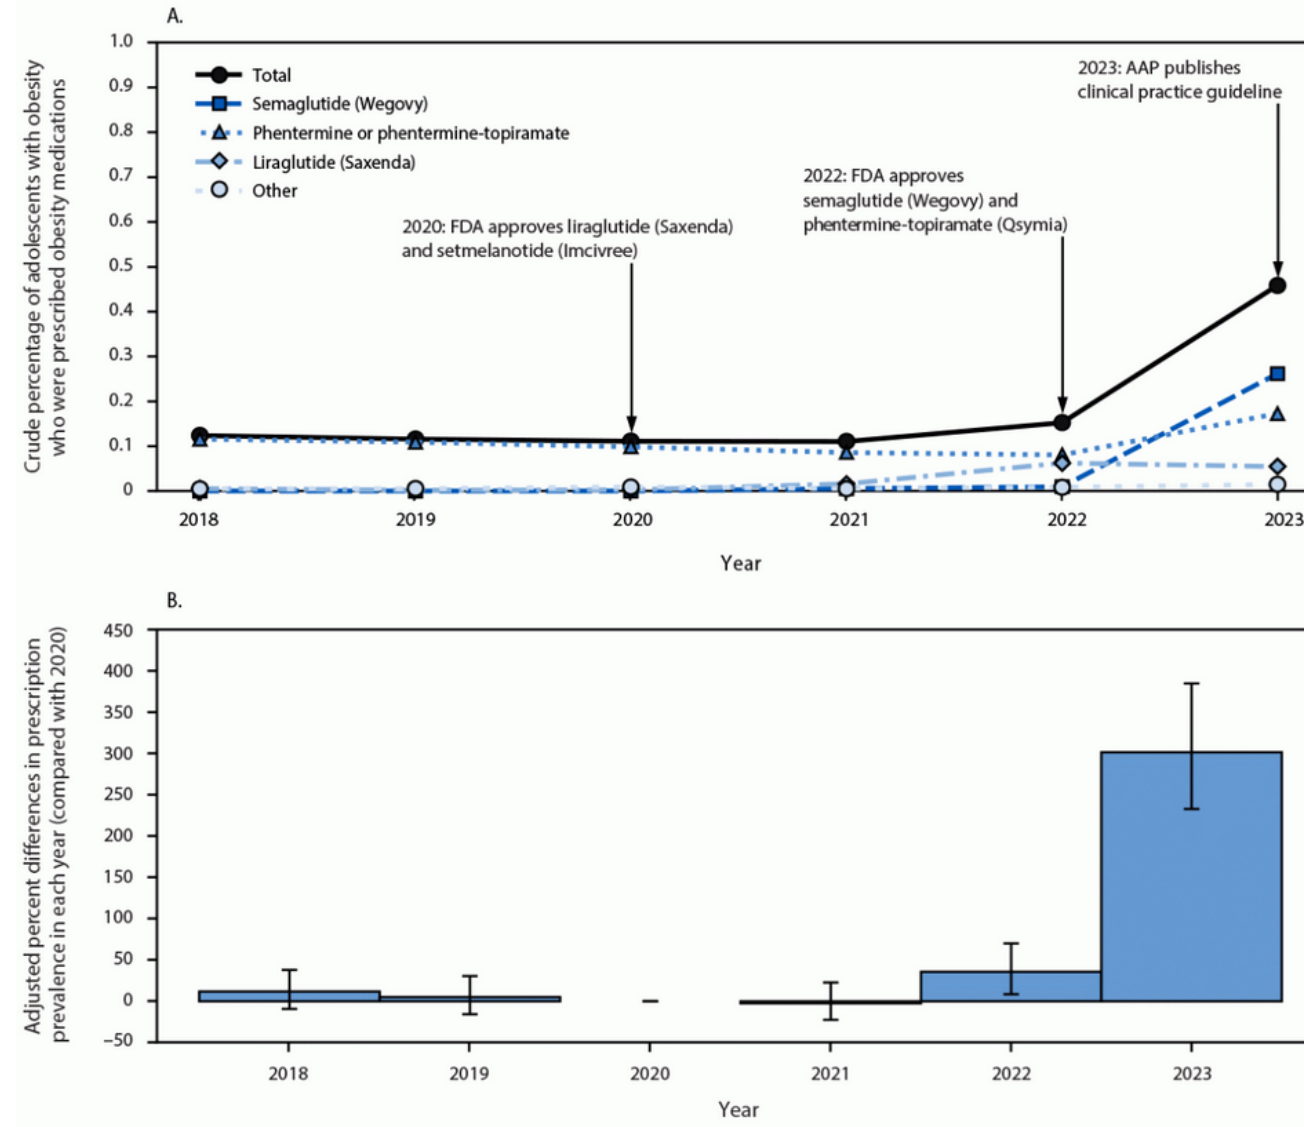 A.
Crude percentage of adolescents with obesity
who were prescribed obesity medications
1.0
0.9
0.8
0.7
0.6
0.5
0.4
0.3
0.2
0.1
0
Total
Semaglutide (Wegovy)
Phentermine or phentermine-topiramate
Liraglutide (Saxenda)
Other
2020: FDA approves liraglutide (Saxenda)
and setmelanotide (Imcivree)
2022: FDA approves
semaglutide (Wegovy) and
phentermine-topiramate (Qsymia)
2023: AAP publishes
clinical practice guideline
2018 2019 2020 2021 2022 2023
Year
B.
Adjusted percent differences in prescription
prevalence in each year (compared with 2020)
450
400
350
300
250
200
150
100
50
0
–50
2018 2019 2020 2021 2022 2023
Year